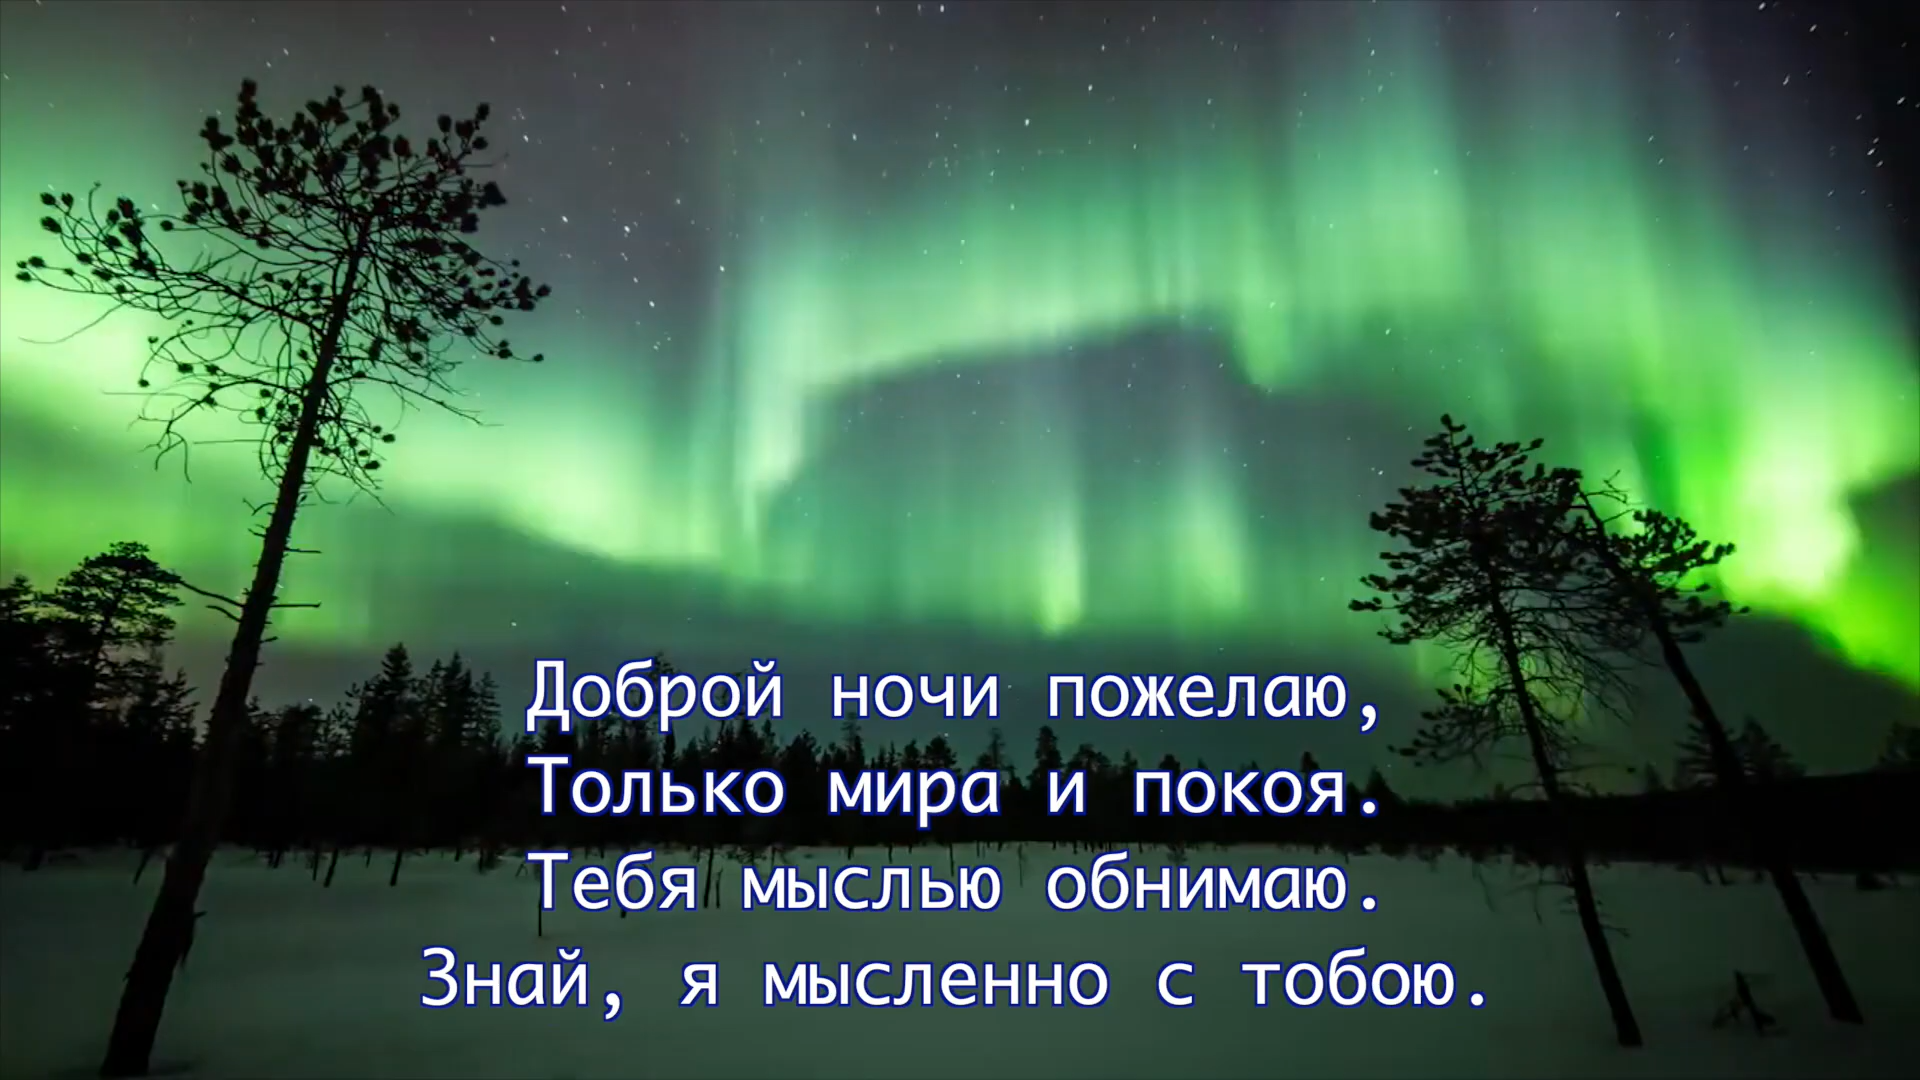 Доброй ночи пожелаю,
Только мира и покоя.
Тебя мыслью обнимаю.
Знай, я мысленно с тобою.